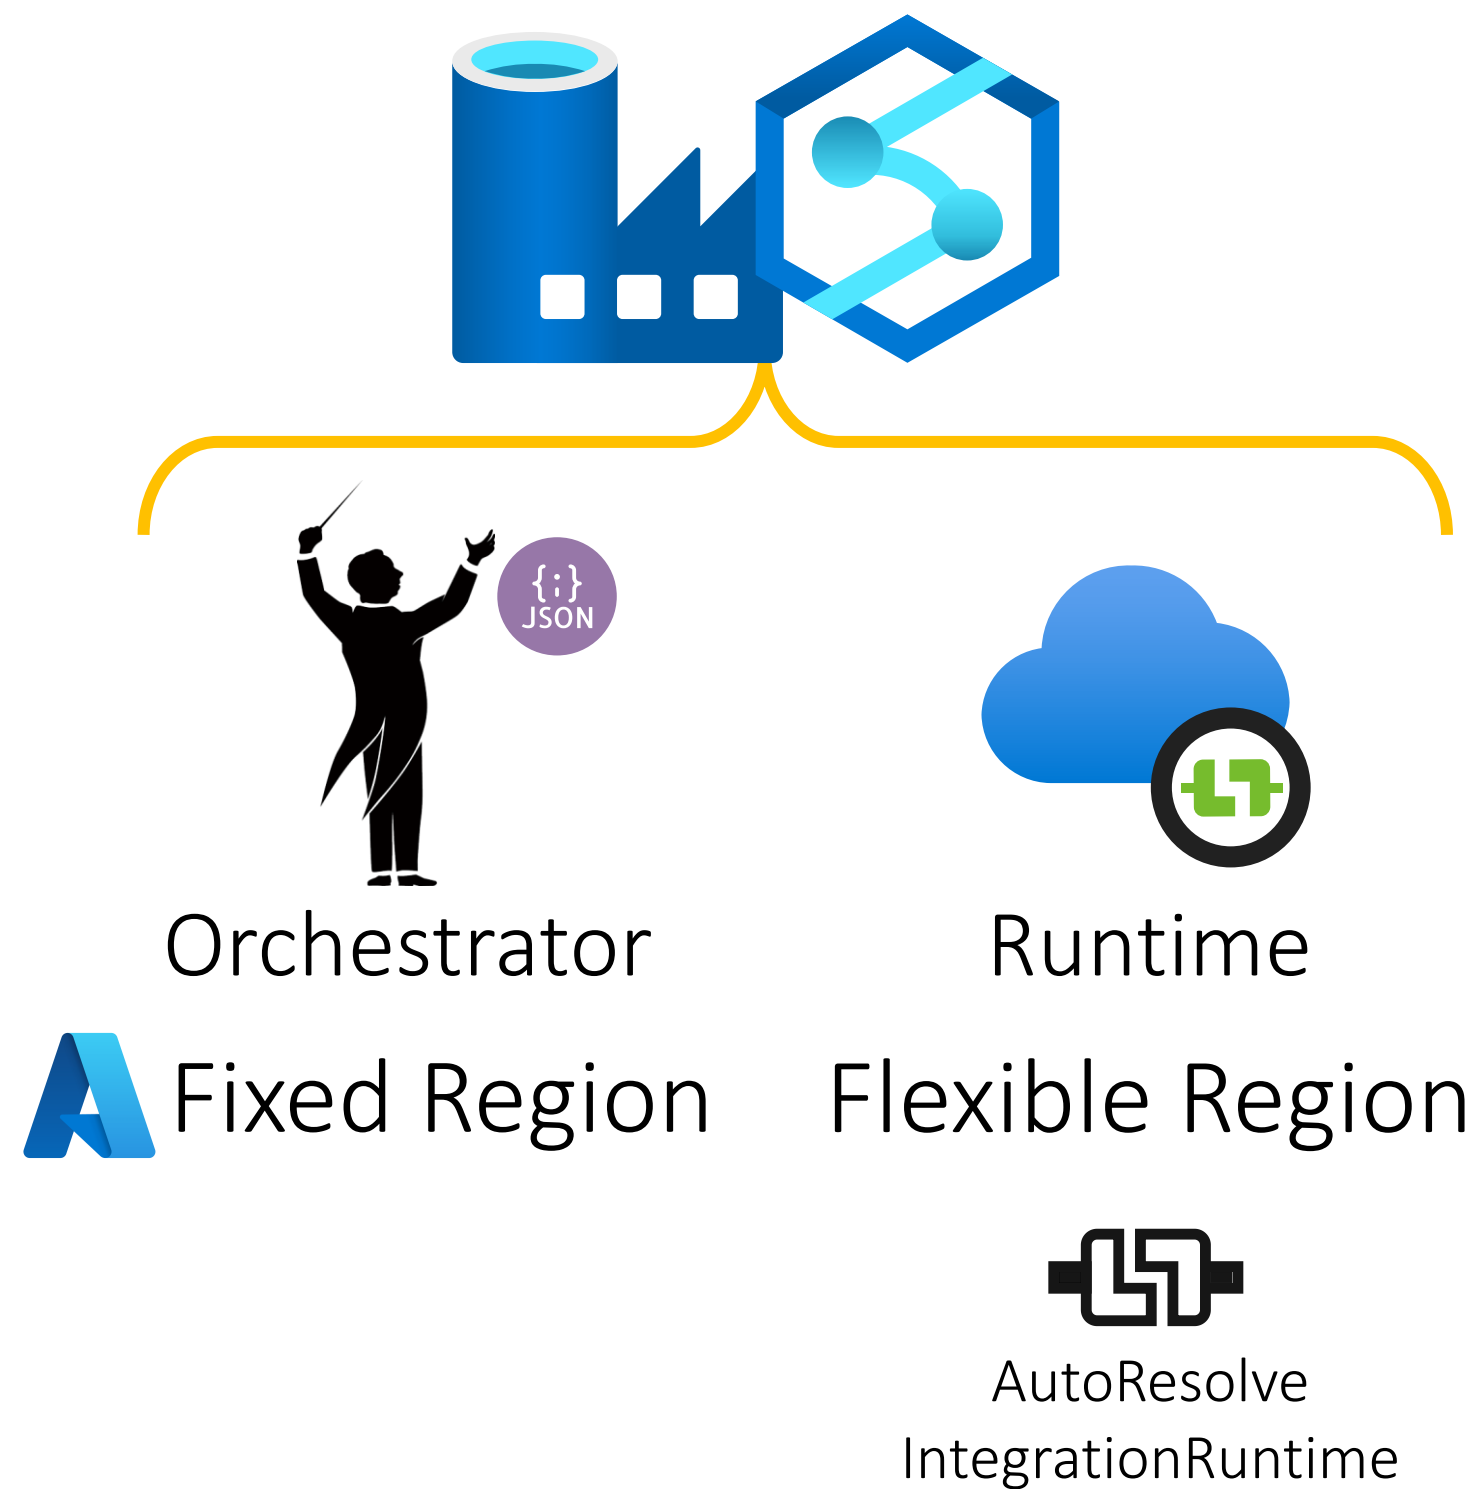 {;}
JSON
Orchestrator
Runtime
Fixed Region
Flexible Region
AutoResolve
IntegrationRuntime